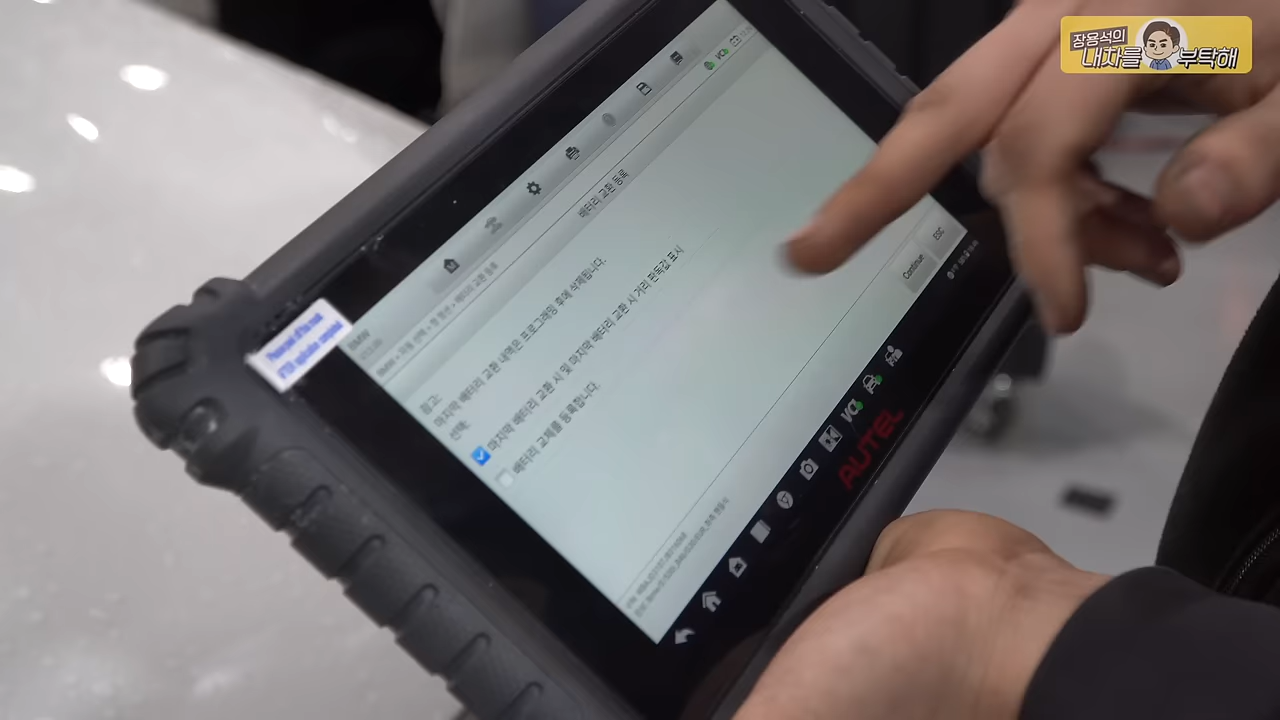 장용석의
내차를 부탁해
VCI
배터리 교환 등록
BMW
참고:
마지막 배터리 교환 내역은 프로그래밍 후에 삭제됩니다.
선택:
마지막 배터리 교환 시 및 마지막 배터리 교환 시 거리 판독값 표시
배터리 교체를 등록합니다.
Continue
ESC
AUTEL